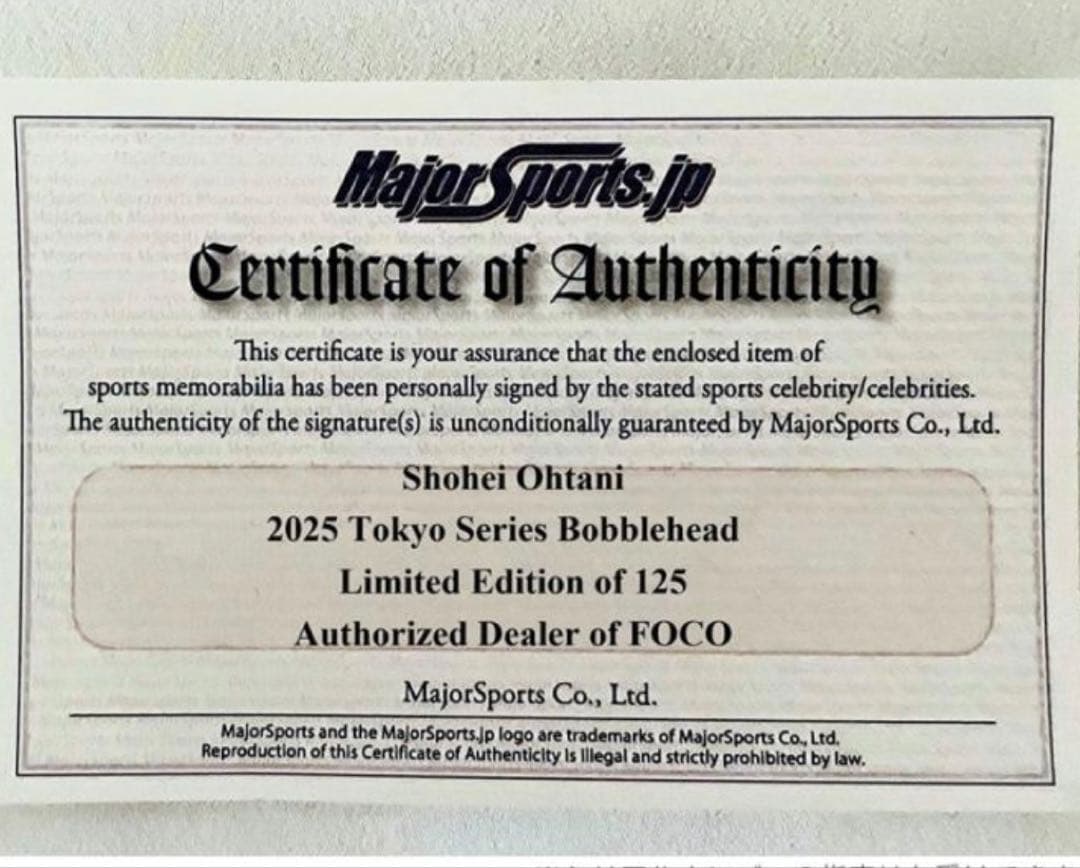 MajorSports.jp
Certificate of Authenticity
This certificate is your assurance that the enclosed item of
sports memorabilia has been personally signed by the stated sports celebrity/celebrities.
The authenticity of the signature(s) is unconditionally guaranteed by MajorSports Co., Ltd.
Shohei Ohtani
2025 Tokyo Series Bobblehead
Limited Edition of 125
Authorized Dealer of FOCO
MajorSports Co., Ltd.
MajorSports and the MajorSports.jp logo are trademarks of MajorSports Co., Ltd.
Reproduction of this Certificate of Authenticity is illegal and strictly prohibited by law.